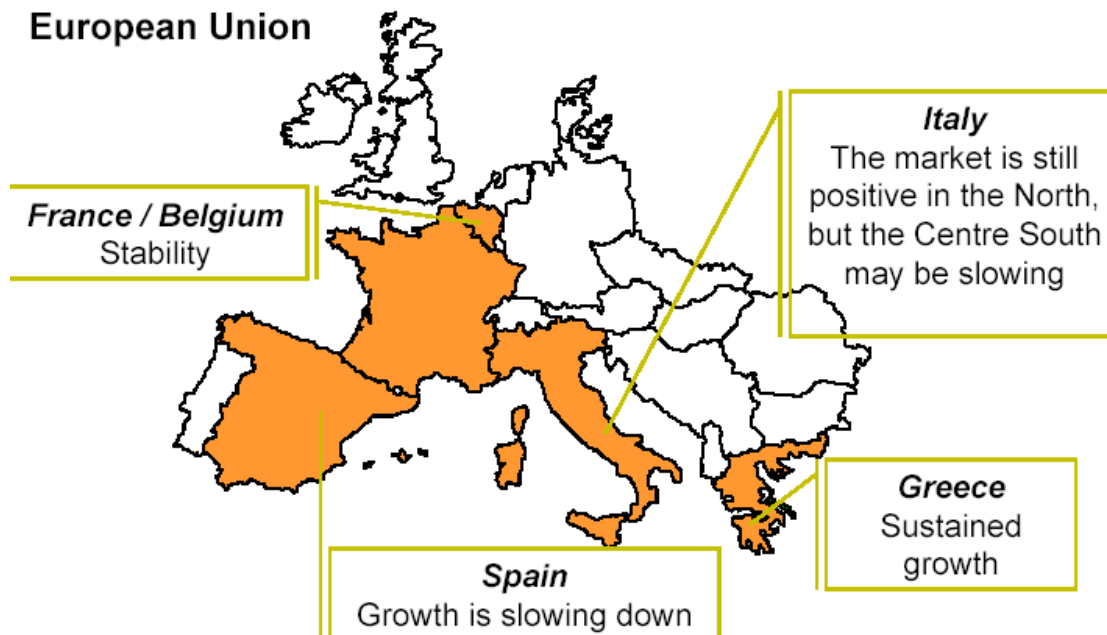 European Union
Italy
The market is still
positive in the North,
but the Centre South
may be slowing
France / Belgium
Stability
Greece
Sustained
growth
Spain
Growth is slowing down